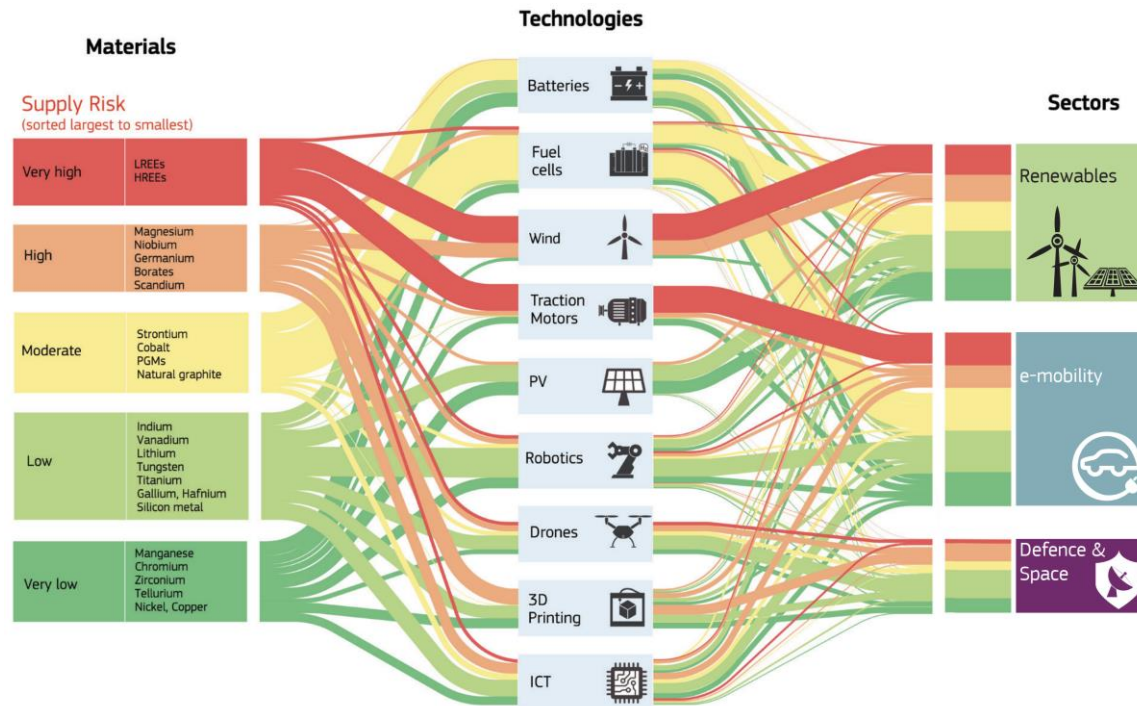 Technologies
Materials
Supply Risk
(sorted largest to smallest)
Very high
LREEs
HREEs
High
Magnesium
Niobium
Germanium
Borates
Scandium
Moderate
Strontium
Cobalt
PGMs
Natural graphite
Low
Indium
Vanadium
Lithium
Tungsten
Titanium
Gallium, Hafnium
Silicon metal
Very low
Manganese
Chromium
Zirconium
Tellurium
Nickel, Copper
Batteries
Fuel
cells
Wind
Traction
Motors
PV
Robotics
Drones
3D
Printing
ICT
Sectors
Renewables
e-mobility
Defence &
Space